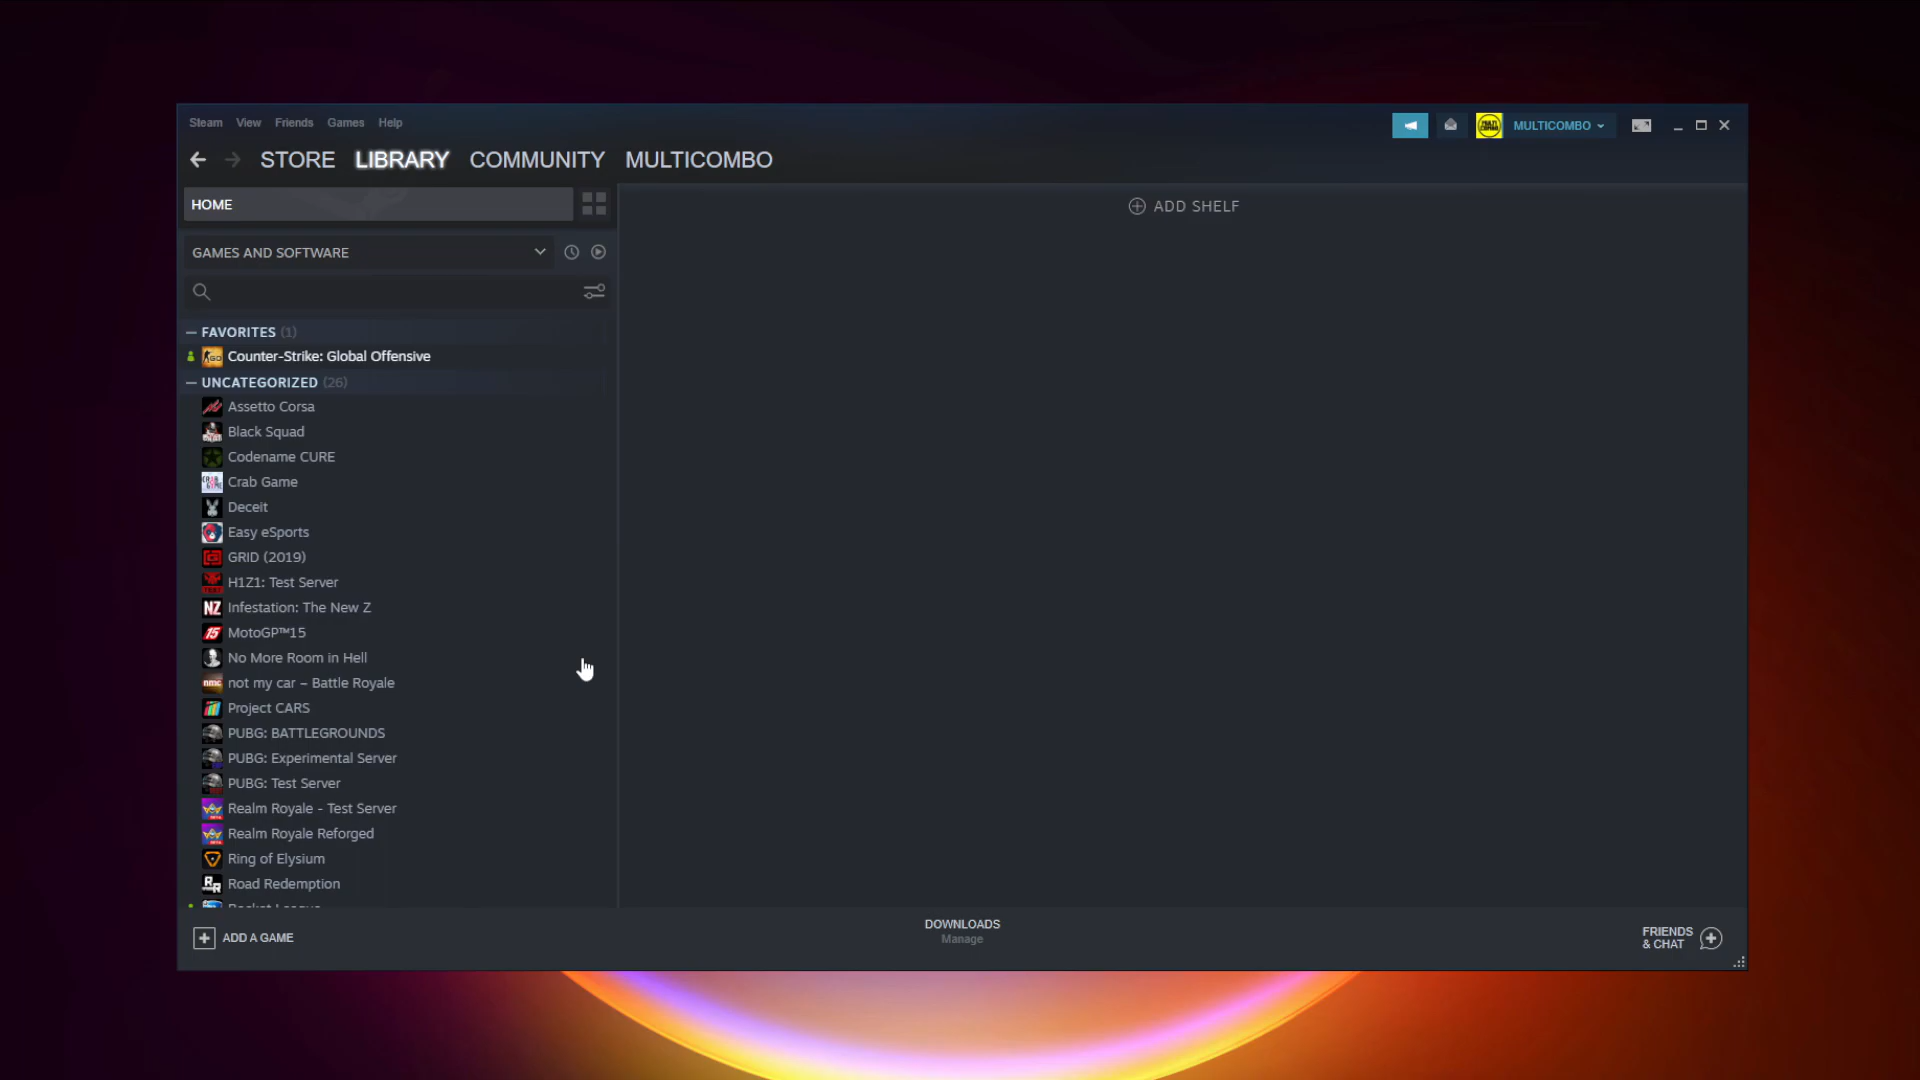 Steam View Friends Games Help
MULTICOMBO
STORE LIBRARY COMMUNITY MULTICOMBO
HOME
ADD SHELF
GAMES AND SOFTWARE
FAVORITES (1)
Counter-Strike: Global Offensive
UNCATEGORIZED (26)
Assetto Corsa
Black Squad
Codename CURE
Crab Game
Deceit
Easy eSports
GRID (2019)
H1Z1: Test Server
Infestation: The New Z
MotoGP™15
No More Room in Hell
not my car – Battle Royale
Project CARS
PUBG: BATTLEGROUNDS
PUBG: Experimental Server
PUBG: Test Server
Realm Royale - Test Server
Realm Royale Reforged
Ring of Elysium
Road Redemption
Rocket League
ADD A GAME
DOWNLOADS
Manage
FRIENDS
& CHAT